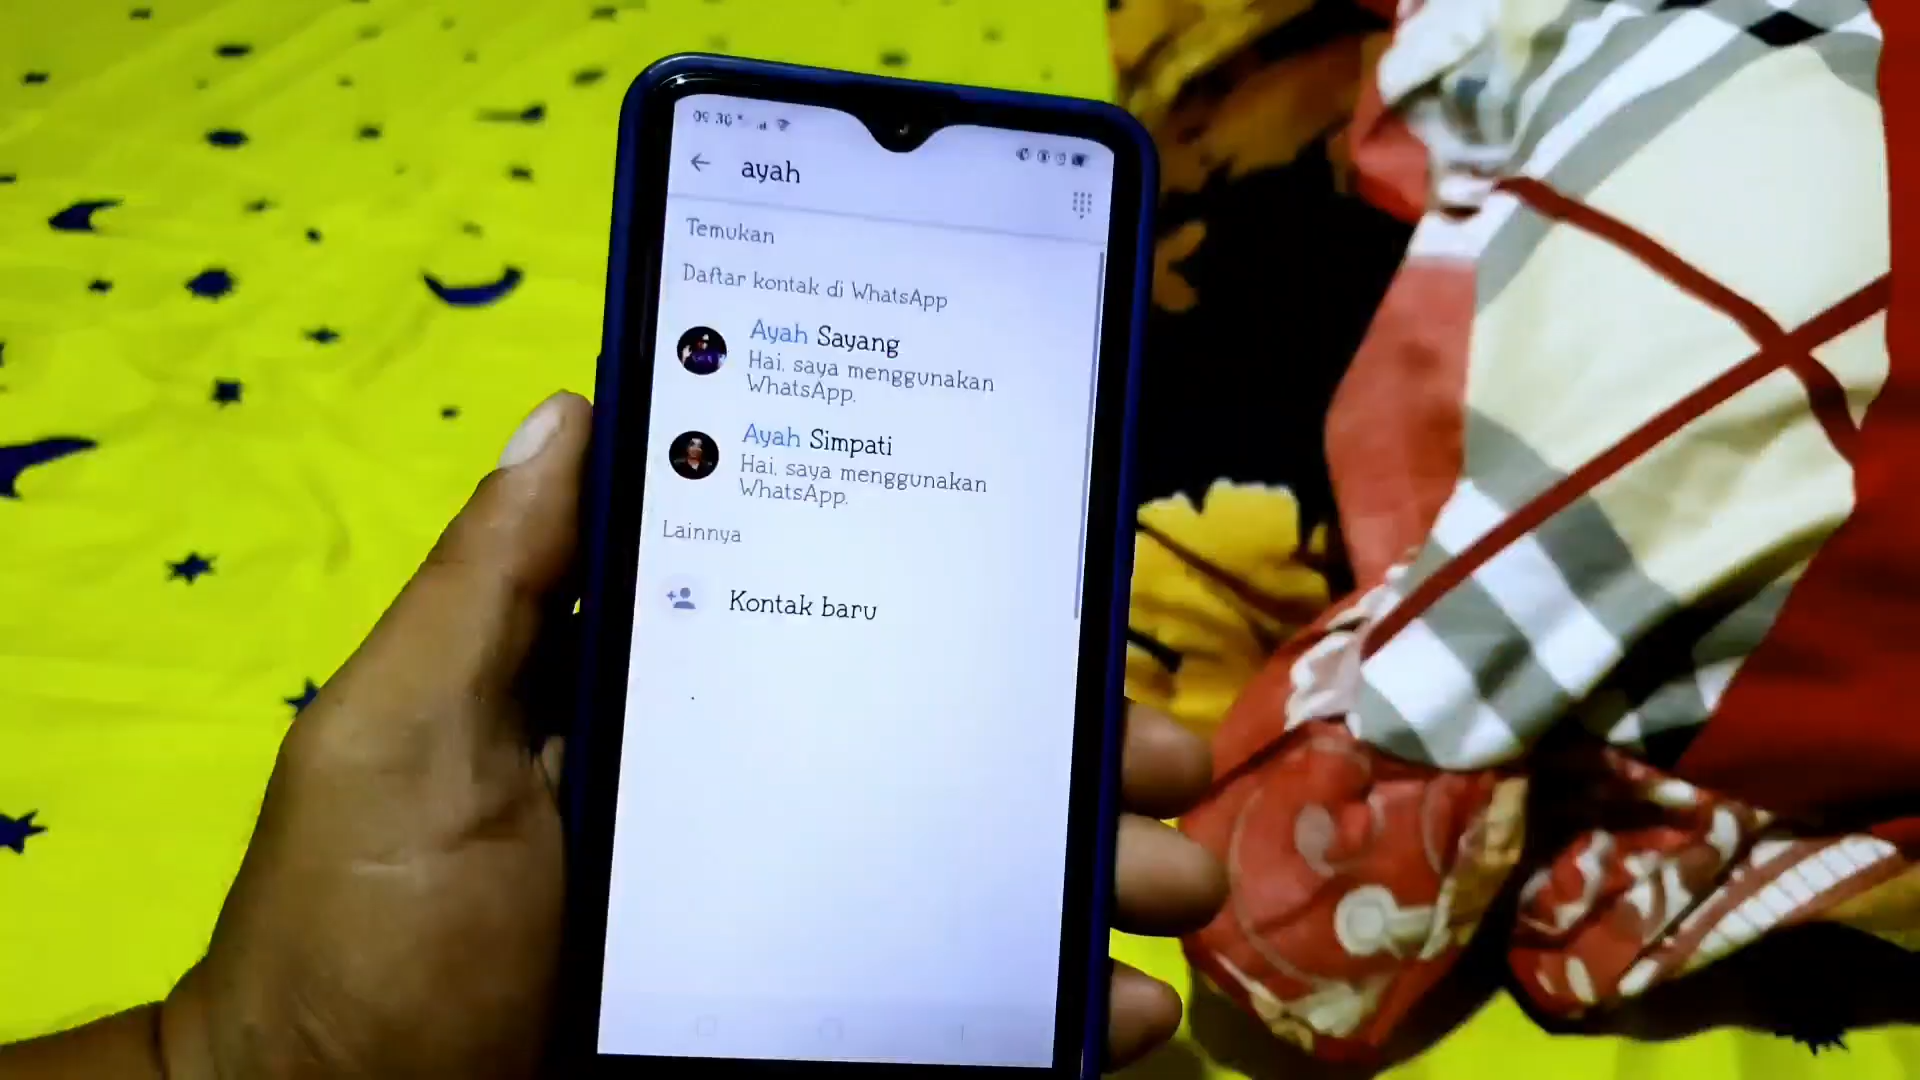 ayah
Temukan
Daftar kontak di WhatsApp
Ayah Sayang
Hai, saya menggunakan
WhatsApp.
Ayah Simpati
Hai, saya menggunakan
WhatsApp.
Lainnya
Kontak baru